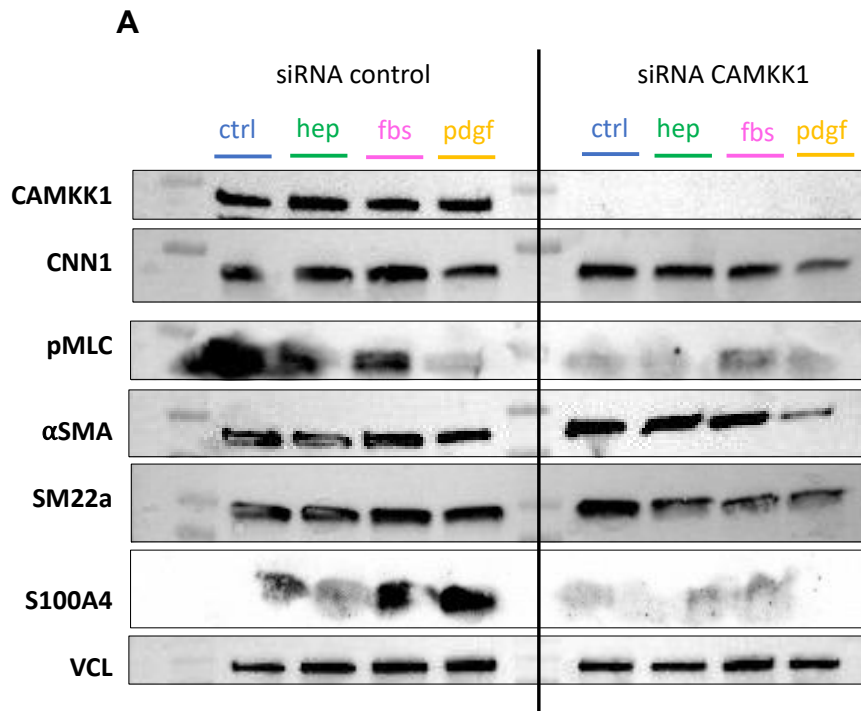 A
siRNA control siRNA CAMKK1
ctrl hep fbs pdgf ctrl hep fbs pdgf
CAMKK1
CNN1
pMLC
αSMA
SM22a
S100A4
VCL